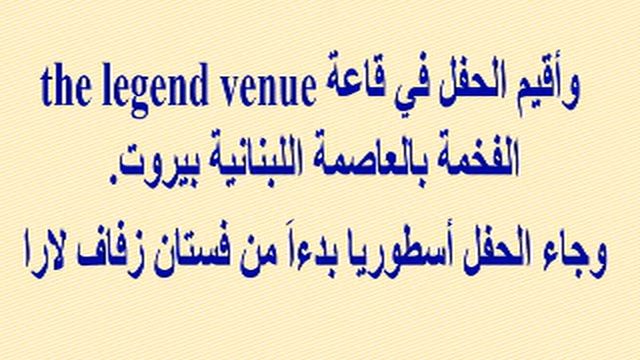 وأقيم الحفل في قاعة the legend venue
الفخمة بالعاصمة اللبنانية بيروت.
وجاء الحفل أسطوريا بدءاَ من فستان زفاف لارا